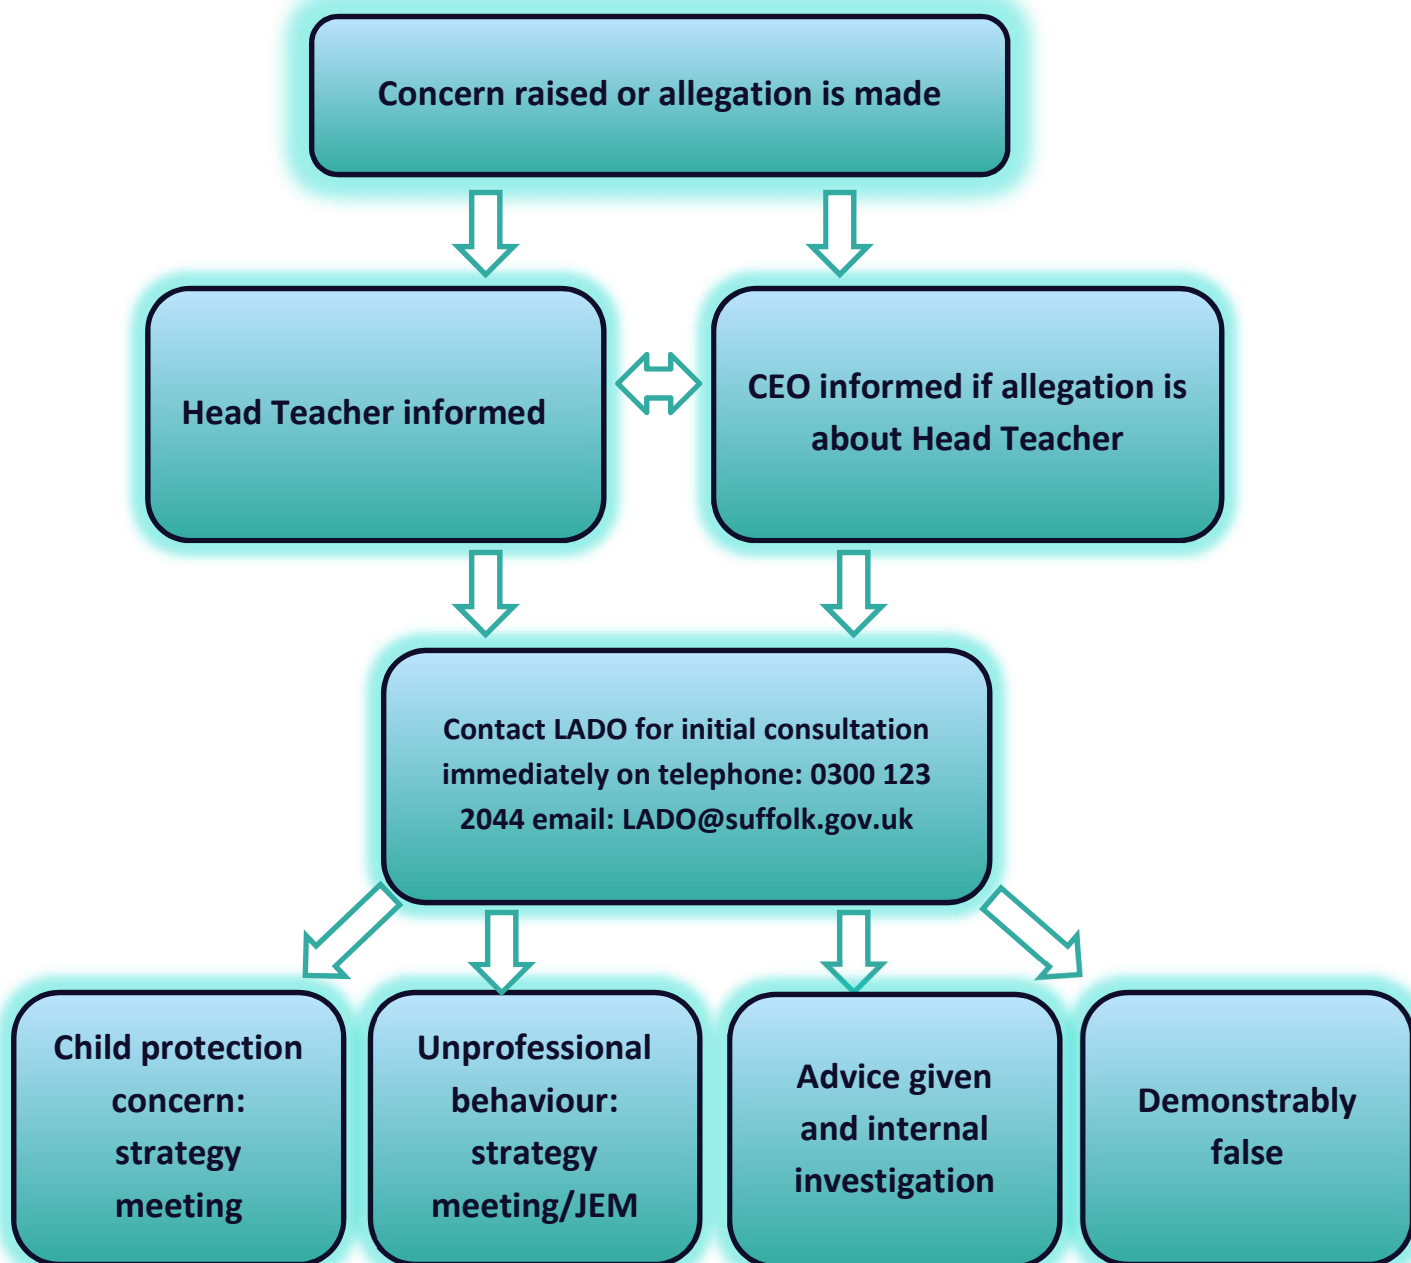 Concern raised or allegation is made
Head Teacher informed
CEO informed if allegation is
about Head Teacher
Contact LADO for initial consultation
immediately on telephone: 0300 123
2044 email: LADO@suffolk.gov.uk
Child protection
concern:
strategy
meeting
Unprofessional
behaviour:
strategy
meeting/JEM
Advice given
and internal
investigation
Demonstrably
false